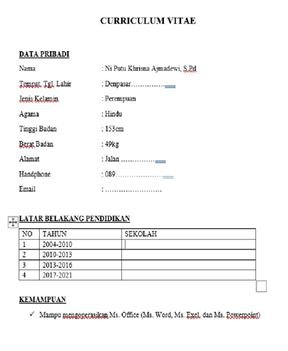 CURRICULUM VITAE
DATA PRIBADI
Nama : Ni Putu Khrisna Ajmadewi, S.Pd
Tempat, Tgl. Lahir : Denpasar..................
Jenis Kelamin : Perempuan
Agama : Hindu
Tinggi Badan : 153cm
Berat Badan : 49kg
Alamat : Jalan ..................
Handphone : 089..................
Email : ..........................
LATAR BELAKANG PENDIDIKAN
NO TAHUN SEKOLAH
1 2004-2010
2 2010-2013
3 2013-2016
4 2017-2021
KEMAMPUAN
✓ Mampu mengoperasikan Ms. Office (Ms. Word, Ms. Exel, dan Ms. Powerpoint)